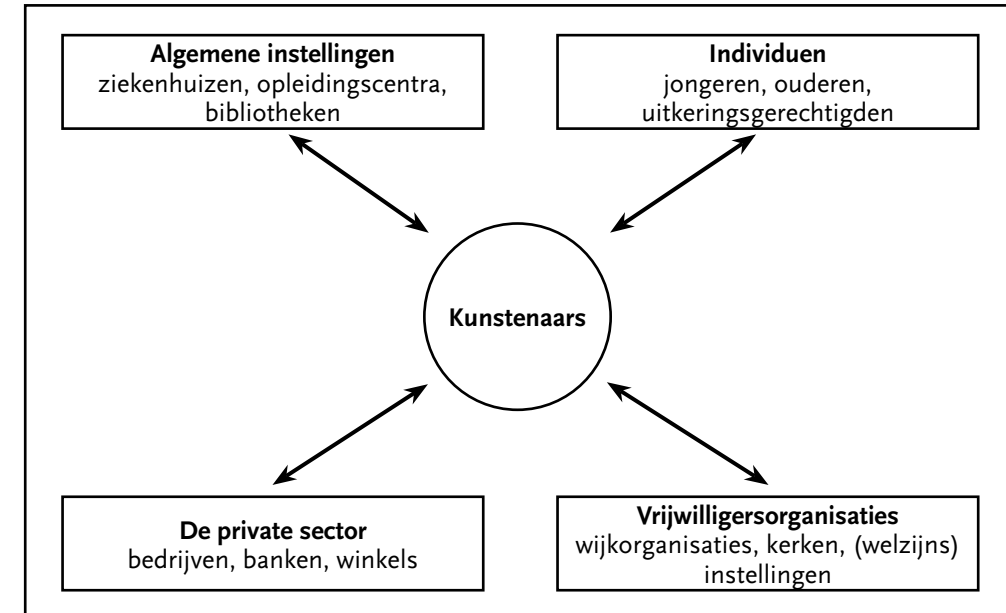 Algemene instellingen
ziekenhuizen, opleidingscentra,
bibliotheken
Individuen
jongeren, ouderen,
uitkeringsgerechtigden
Kunstenaars
De private sector
bedrijven, banken, winkels
Vrijwilligersorganisaties
wijkorganisaties, kerken, (welzijns)
instellingen